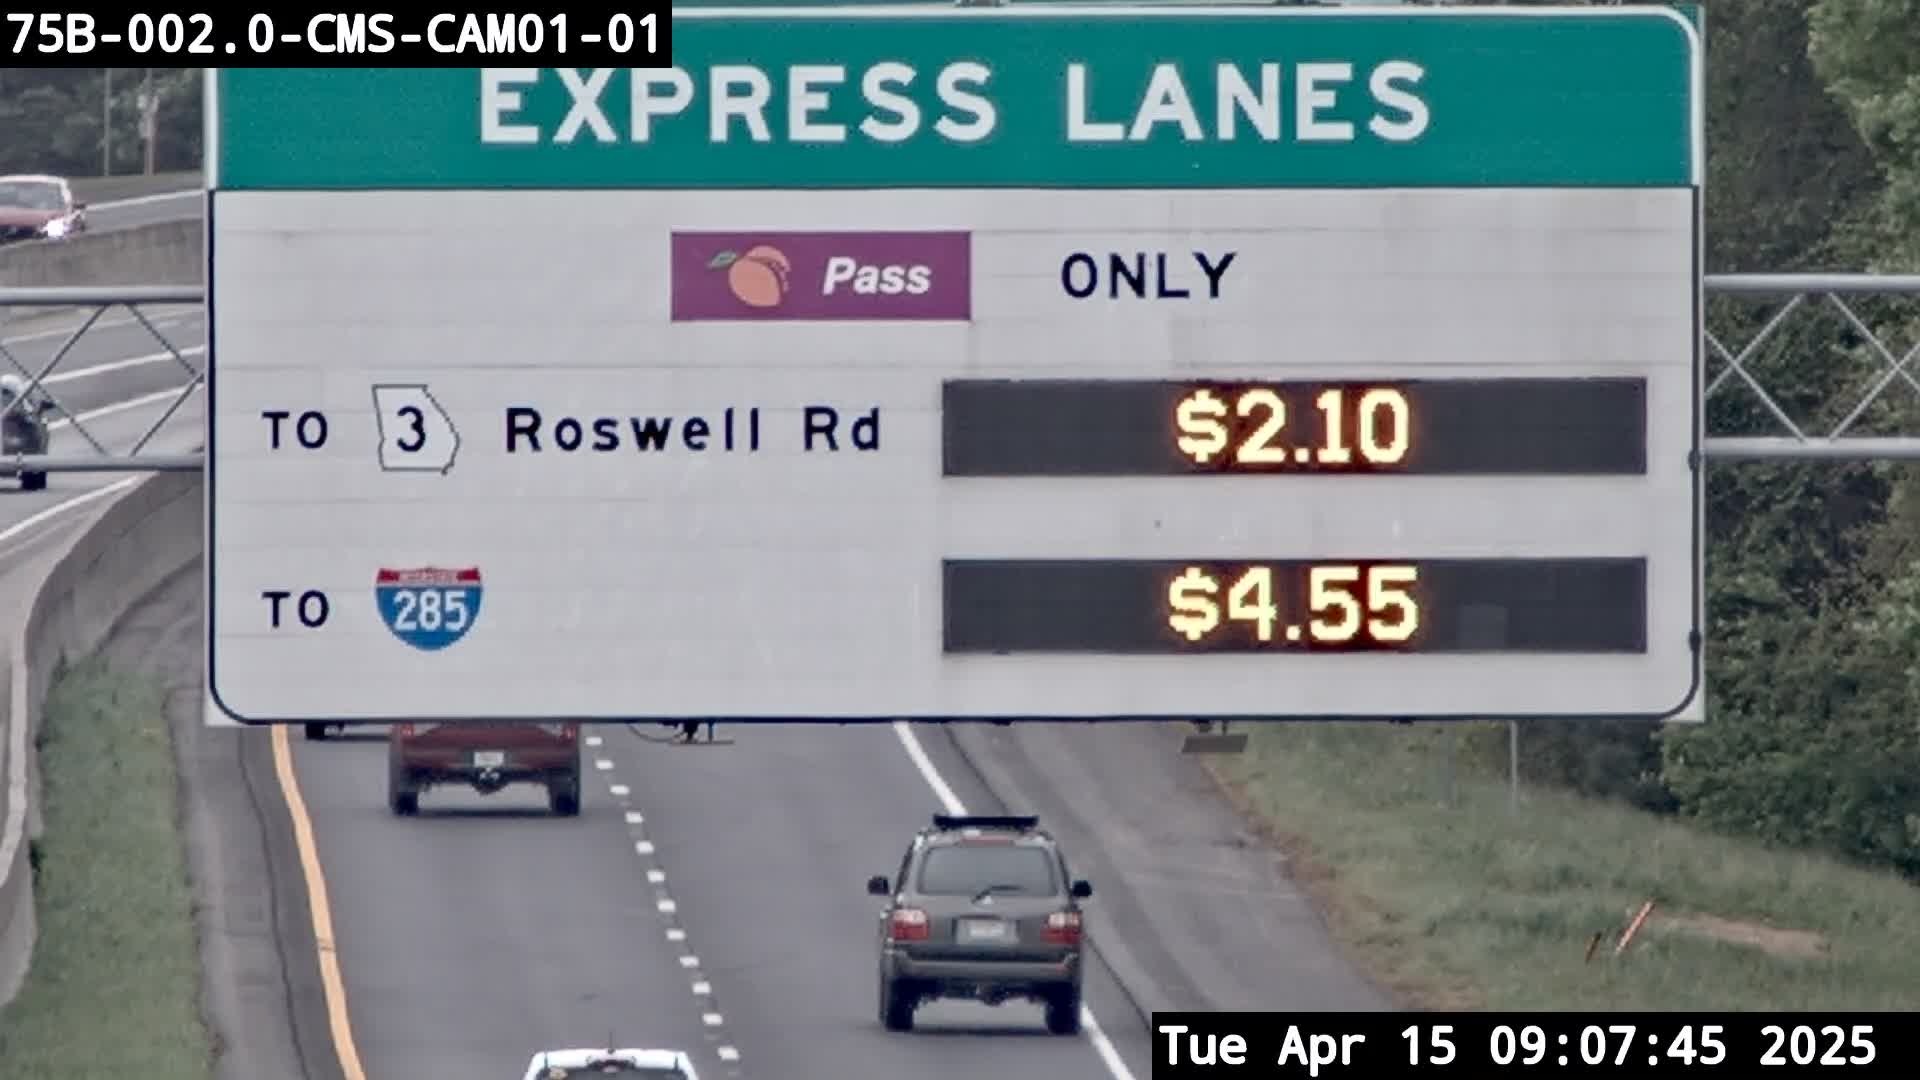 75B-002.0-CMS-CAM01-01
EXPRESS LANES
Pass ONLY
TO 3 Roswell Rd $2.10
TO 285 $4.55
Tue Apr 15 09:07:45 2025